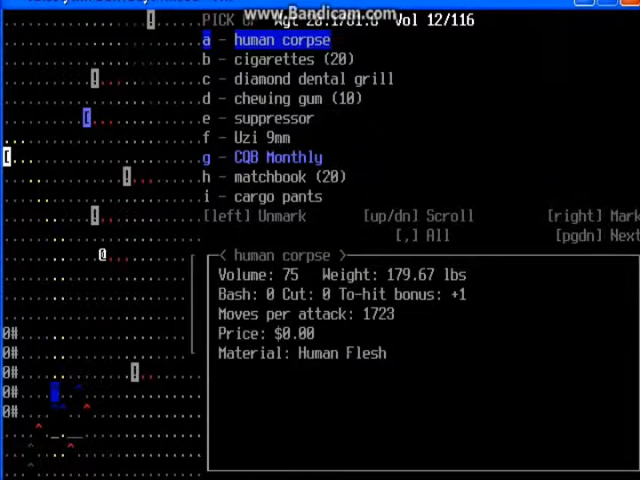 www.Bandicam.com
PICK Vol 12/116
a - human corpse
b - cigarettes (20)
c - diamond dental grill
d - chewing gum (10)
e - suppressor
f - Uzi 9mm
g - CQB Monthly
h - matchbook (20)
i - cargo pants
[left] Unmark [up/dn] Scroll [right] Mark
[,] All [pgdn] Next
< human corpse >
Volume: 75 Weight: 179.67 lbs
Bash: 0 Cut: 0 To-hit bonus: +1
Moves per attack: 1723
Price: $0.00
Material: Human Flesh